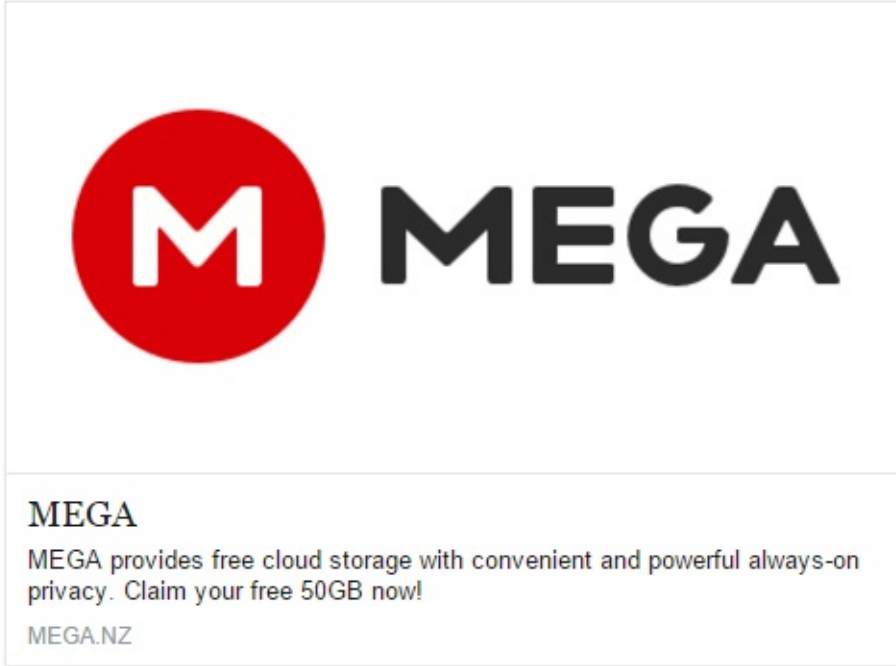 M MEGA
MEGA
MEGA provides free cloud storage with convenient and powerful always-on
privacy. Claim your free 50GB now!
MEGA.NZ